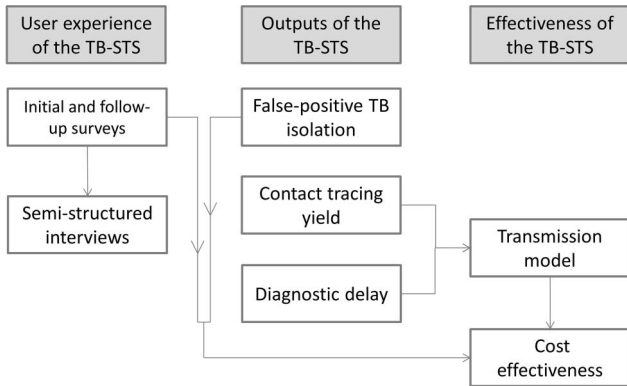 User experience
of the TB-STS
Outputs of the
TB-STS
Effectiveness of
the TB-STS
Initial and follow-
up surveys
False-positive TB
isolation
Contact tracing
yield
Semi-structured
interviews
Transmission
model
Diagnostic delay
Cost
effectiveness